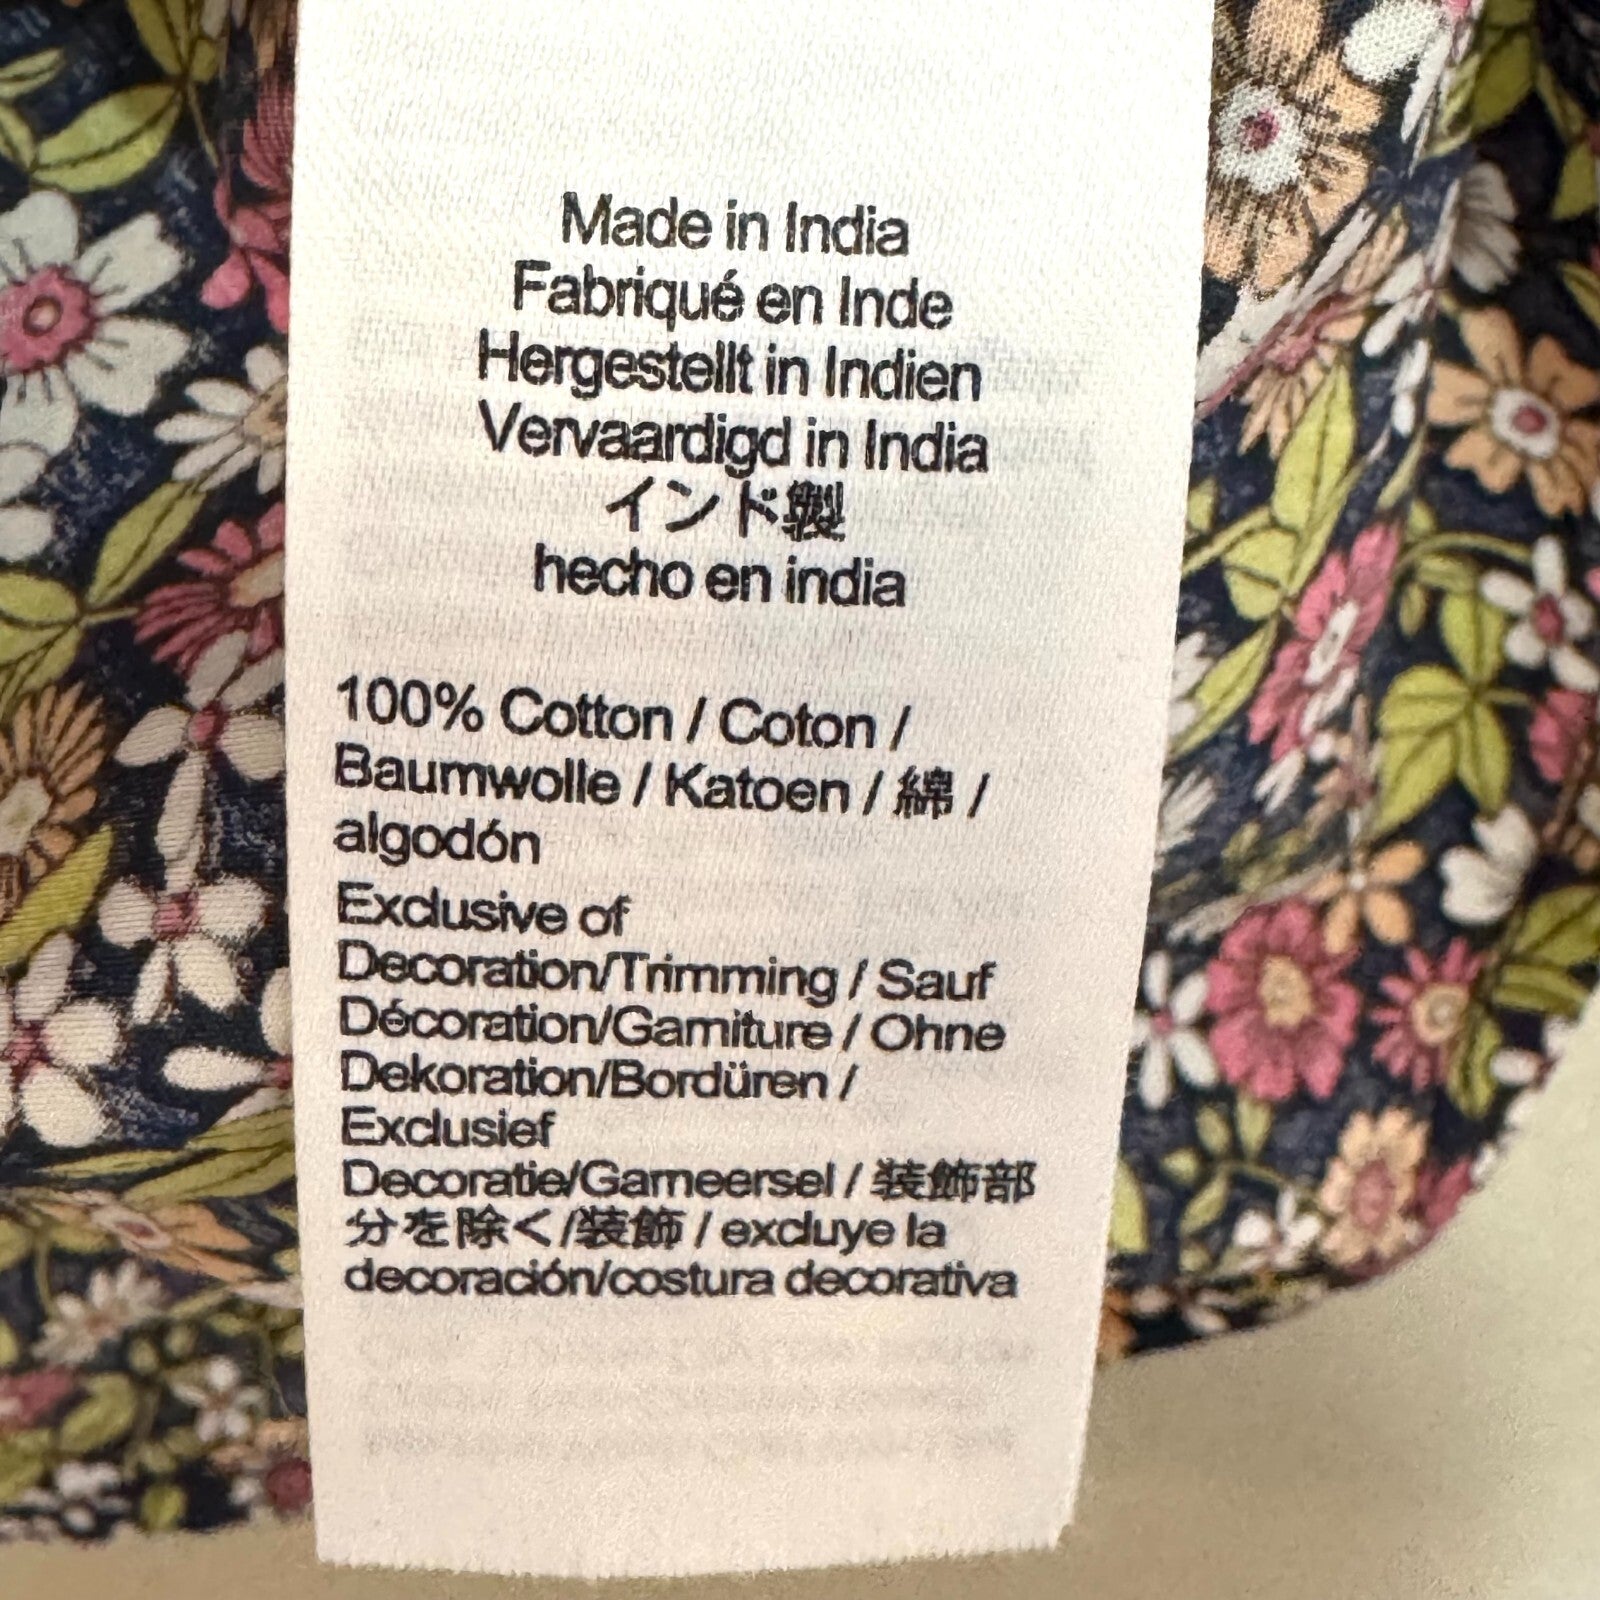 Made in India
Fabriqué en Inde
Hergestellt in Indien
Vervaardigd in India
インド製
hecho en india
100% Cotton / Coton /
Baumwolle / Katoen / 綿 /
algodón
Exclusive of
Decoration/Trimming / Sauf
Décoration/Garniture / Ohne
Dekoration/Bordüren /
Exclusief
Decoratie/Garneersel / 装飾部
分を除く/装飾 / excluye la
decoración/costura decorativa